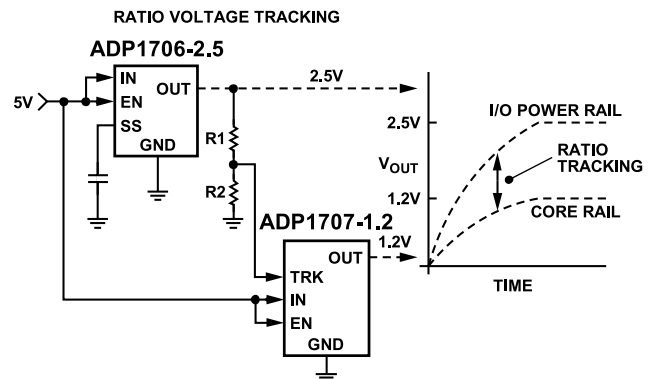 RATIO VOLTAGE TRACKING
ADP1706-2.5
5V
IN
EN
SS
OUT
GND
2.5V
R1
R2
ADP1707-1.2
OUT
1.2V
TRK
IN
EN
GND
I/O POWER RAIL
2.5V
VOUT
RATIO
TRACKING
1.2V
CORE RAIL
TIME